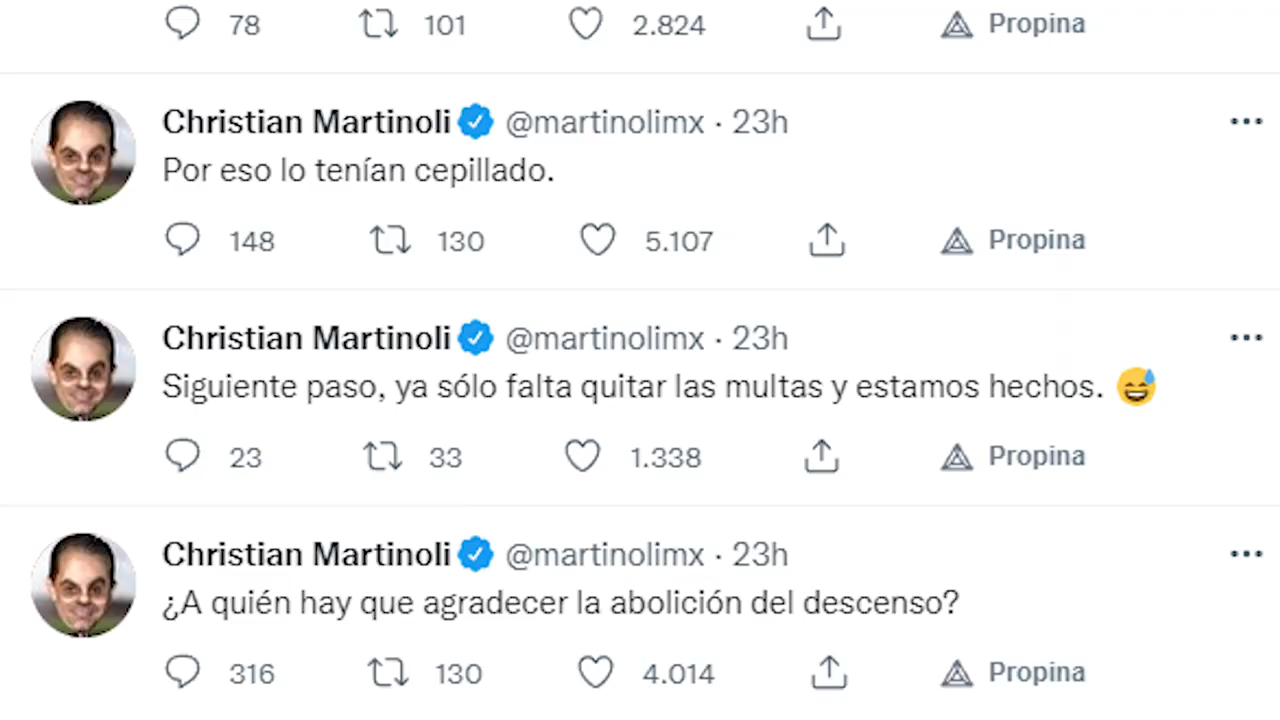 78 101 2.824 Propina
Christian Martinoli @martinolimx · 23h
Por eso lo tenían cepillado.
148 130 5.107 Propina
Christian Martinoli @martinolimx · 23h
Siguiente paso, ya sólo falta quitar las multas y estamos hechos. 😅
23 33 1.338 Propina
Christian Martinoli @martinolimx · 23h
¿A quién hay que agradecer la abolición del descenso?
316 130 4.014 Propina